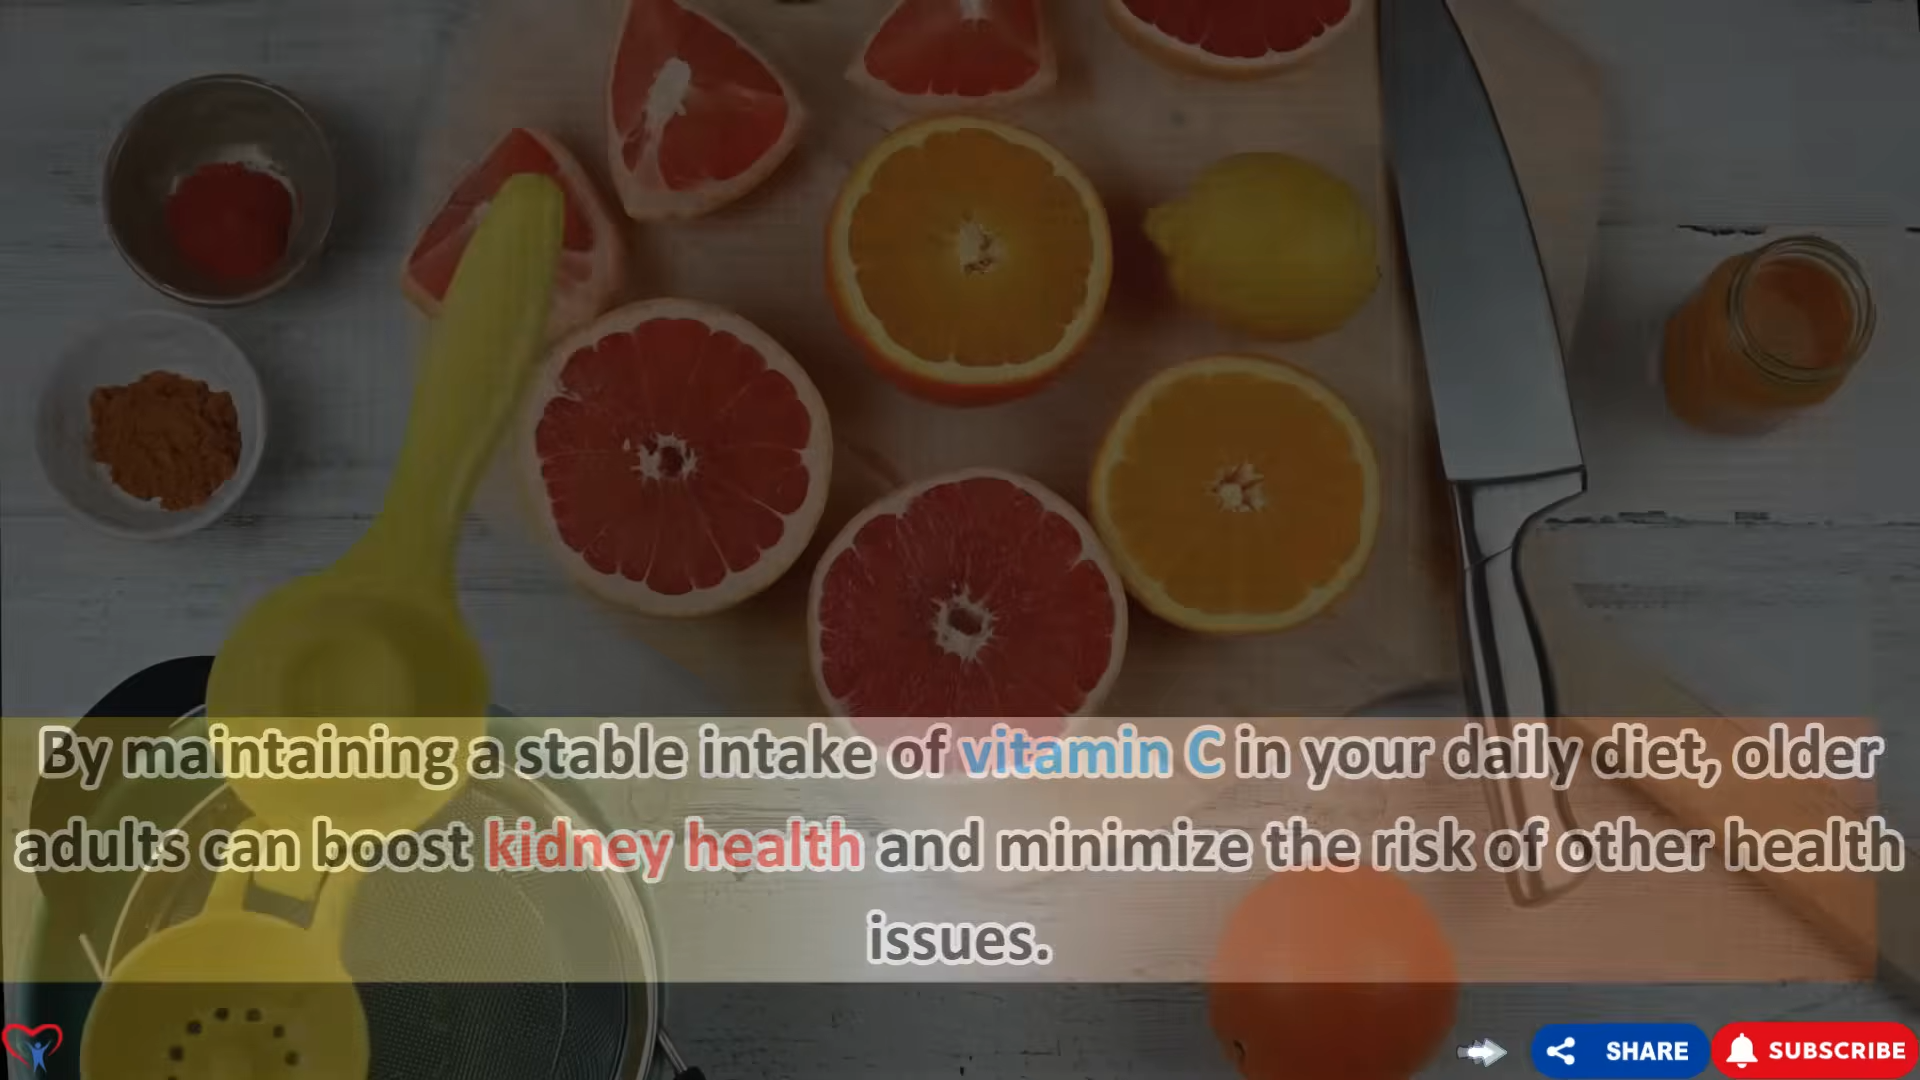 By maintaining a stable intake of vitamin C in your daily diet, older
adults can boost kidney health and minimize the risk of other health
issues.
SHARE
SUBSCRIBE